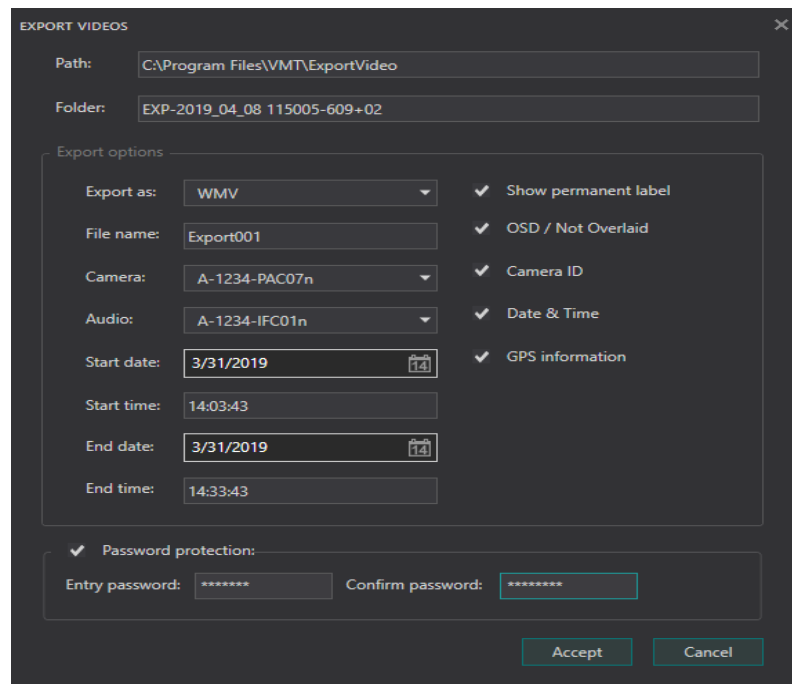 EXPORT VIDEOS
Path: C:\Program Files\VMT\ExportVideo
Folder: EXP-2019_04_08 115005-609+02
Export options
Export as: WMV
Show permanent label
File name: Export001
OSD / Not Overlaid
Camera: A-1234-PAC07n
Camera ID
Audio: A-1234-IFC01n
Date & Time
Start date: 3/31/2019 14
GPS information
Start time: 14:03:43
End date: 3/31/2019 14
End time: 14:33:43
Password protection:
Entry password: ******* Confirm password: ********
Accept Cancel